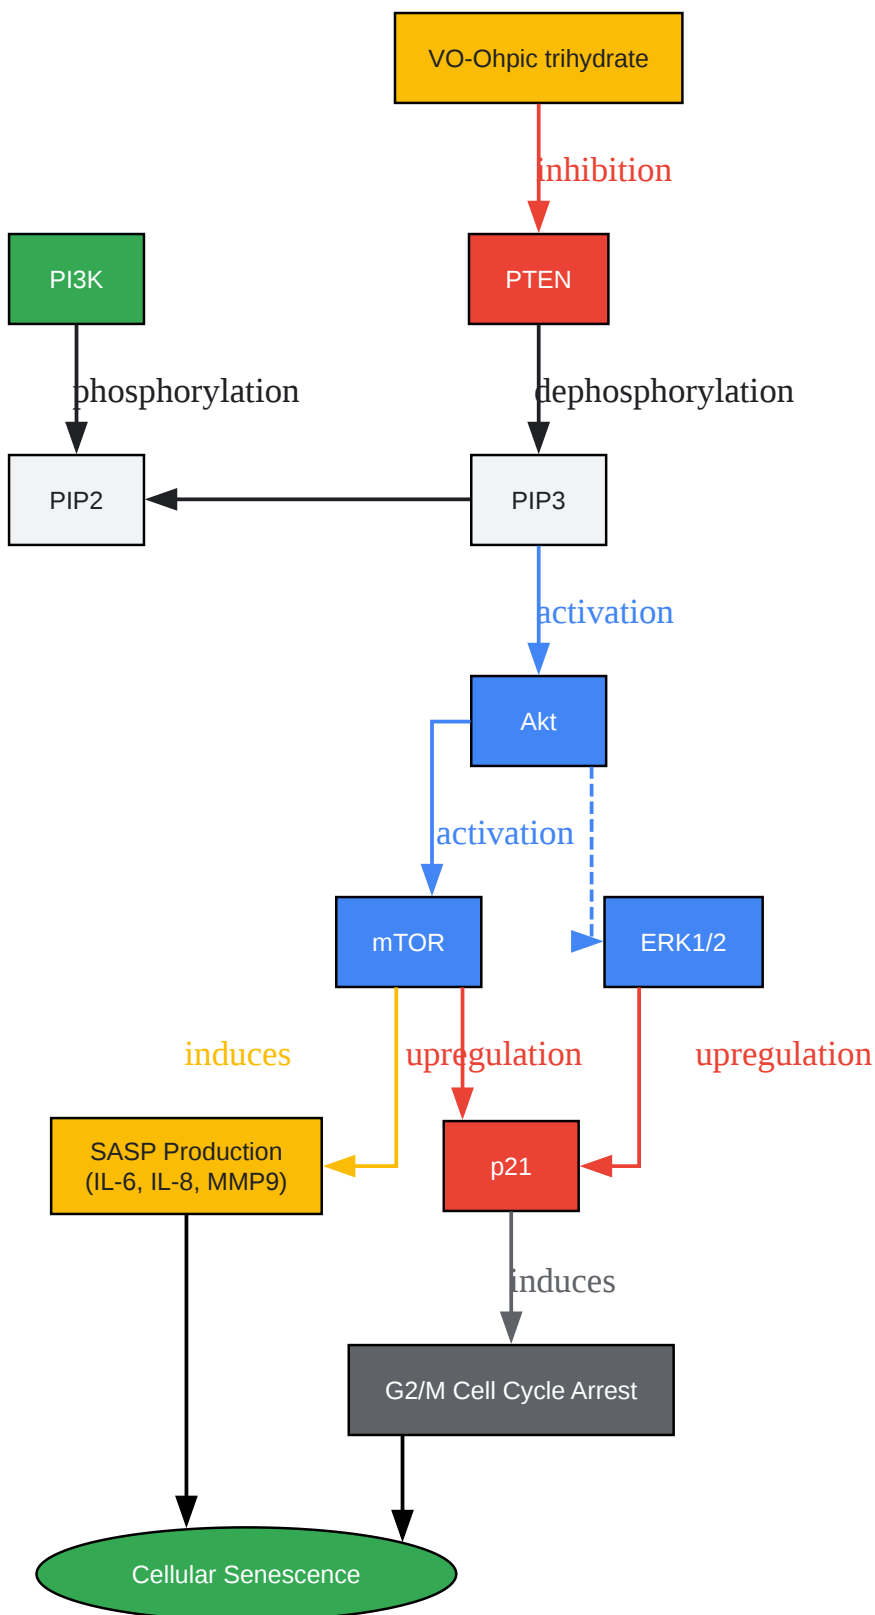 VO-Ohpic trihydrate
inhibition
PI3K
PTEN
phosphorylation
dephosphorylation
PIP2
PIP3
activation
Akt
activation
mTOR
ERK1/2
induces
upregulation
upregulation
SASP Production
(IL-6, IL-8, MMP9)
p21
induces
G2/M Cell Cycle Arrest
Cellular Senescence